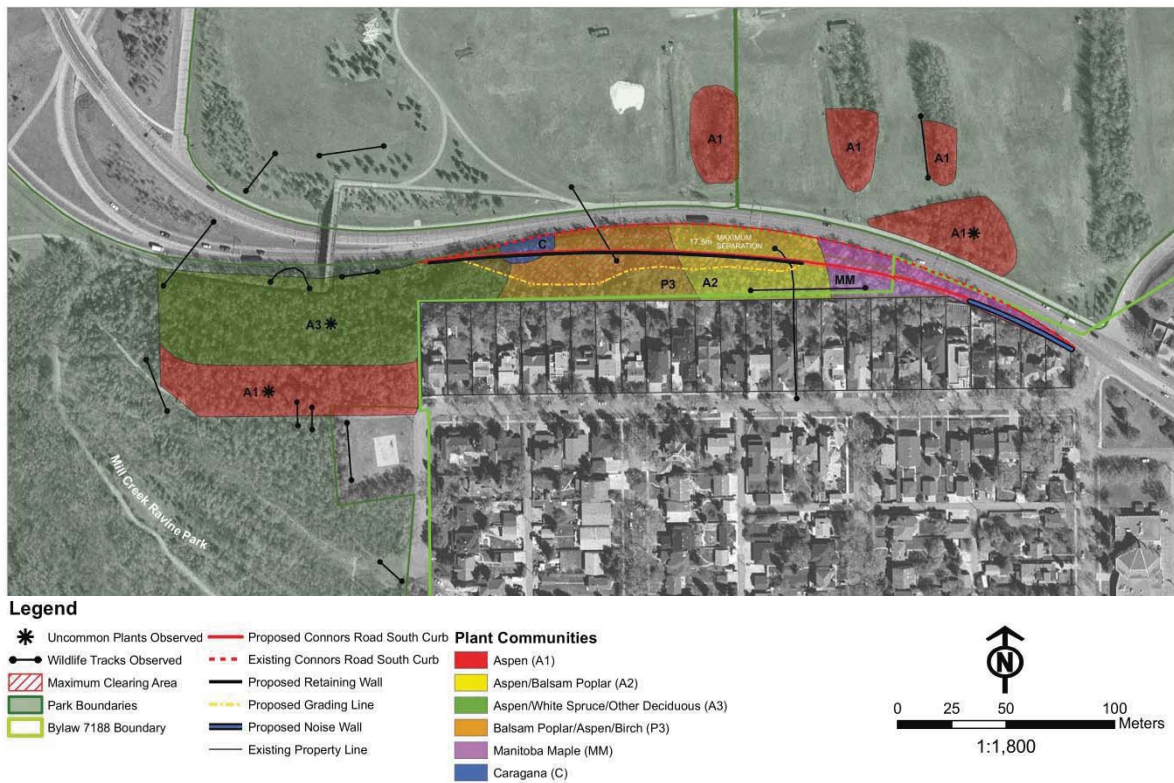 A1
A1
A1
A1
C
17.5m MAXIMUM
SEPARATION
P3
A2
MM
A3
A1
Mill Creek Ravine Park
Legend
Uncommon Plants Observed
Wildlife Tracks Observed
Maximum Clearing Area
Park Boundaries
Bylaw 7188 Boundary
Proposed Connors Road South Curb
Existing Connors Road South Curb
Proposed Retaining Wall
Proposed Grading Line
Proposed Noise Wall
Existing Property Line
Plant Communities
Aspen (A1)
Aspen/Balsam Poplar (A2)
Aspen/White Spruce/Other Deciduous (A3)
Balsam Poplar/Aspen/Birch (P3)
Manitoba Maple (MM)
Caragana (C)
N
0 25 50 100
Meters
1:1,800